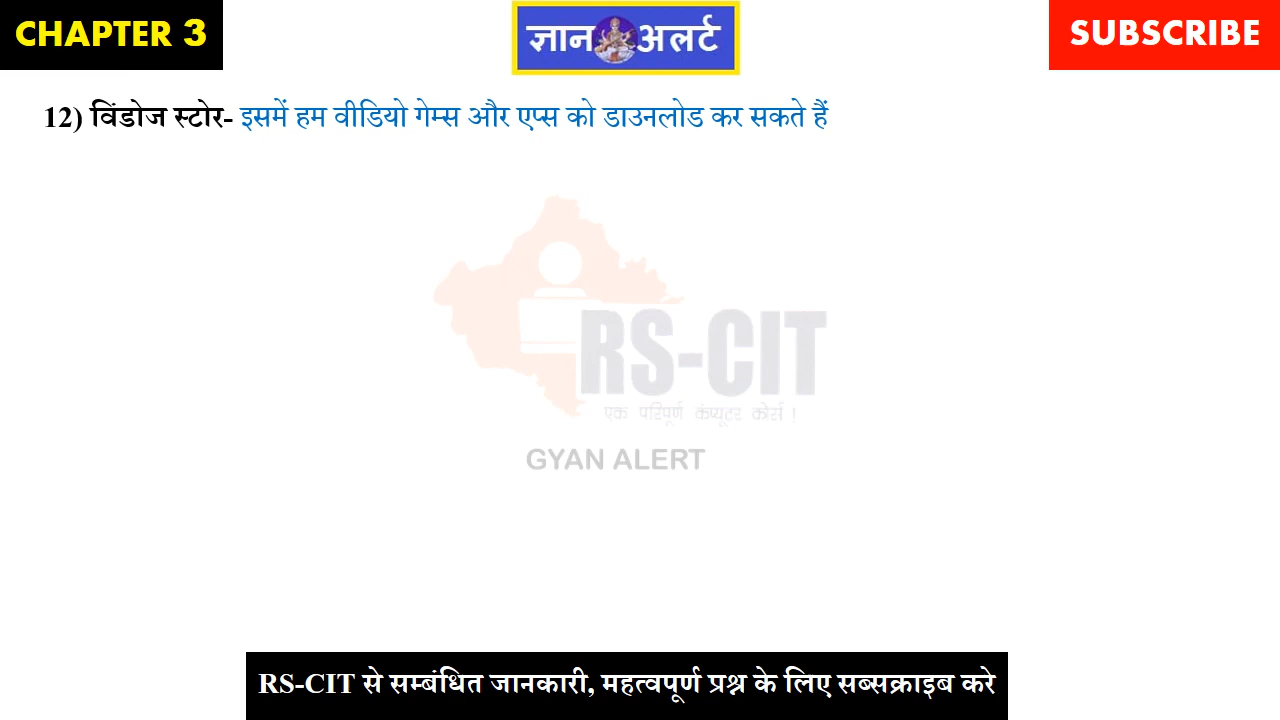 CHAPTER 3
ज्ञान अलर्ट
SUBSCRIBE
12) विंडोज स्टोर- इसमें हम वीडियो गेम्स और एप्स को डाउनलोड कर सकते हैं
RS-CIT
एक परिपूर्ण कंप्यूटर कोर्स !
GYAN ALERT
RS-CIT से सम्बंधित जानकारी, महत्वपूर्ण प्रश्न के लिए सब्सक्राइब करे